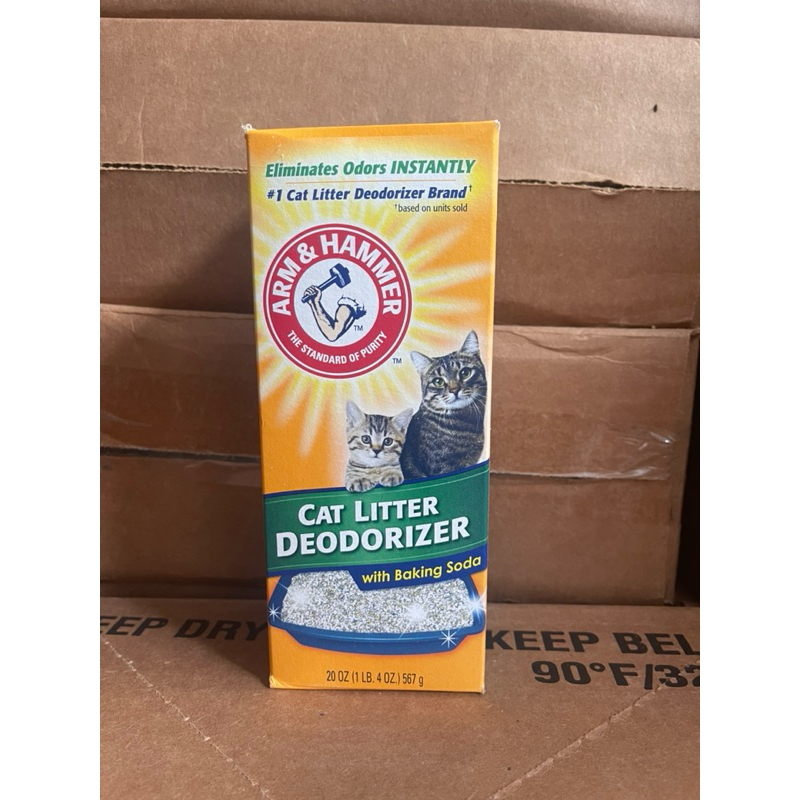 Eliminates Odors INSTANTLY
#1 Cat Litter Deodorizer Brand†
†based on units sold
ARM & HAMMER
TM
THE STANDARD OF PURITY
TM
CAT LITTER
DEODORIZER
with Baking Soda
20 OZ (1 LB. 4 OZ.) 567 g
EEP DRY
KEEP BEL
90°F/32